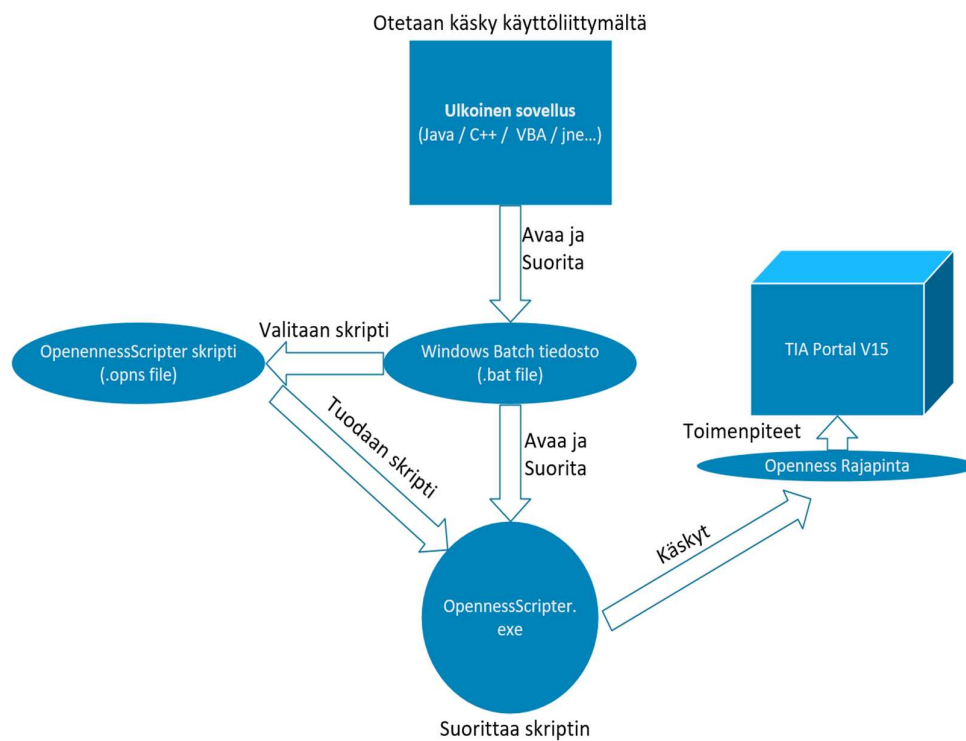 Otetaan käsky käyttöliittymältä
Ulkoinen sovellus
(Java / C++ / VBA / jne...)
Avaa ja
Suorita
Valitaan skripti
OpenennessScripter skripti
(.opns file)
Windows Batch tiedosto
(.bat file)
TIA Portal V15
Tuodaan skripti
Avaa ja
Suorita
Toimenpiteet
Openness Rajapinta
Käskyt
OpennessScripter.
exe
Suorittaa skriptin